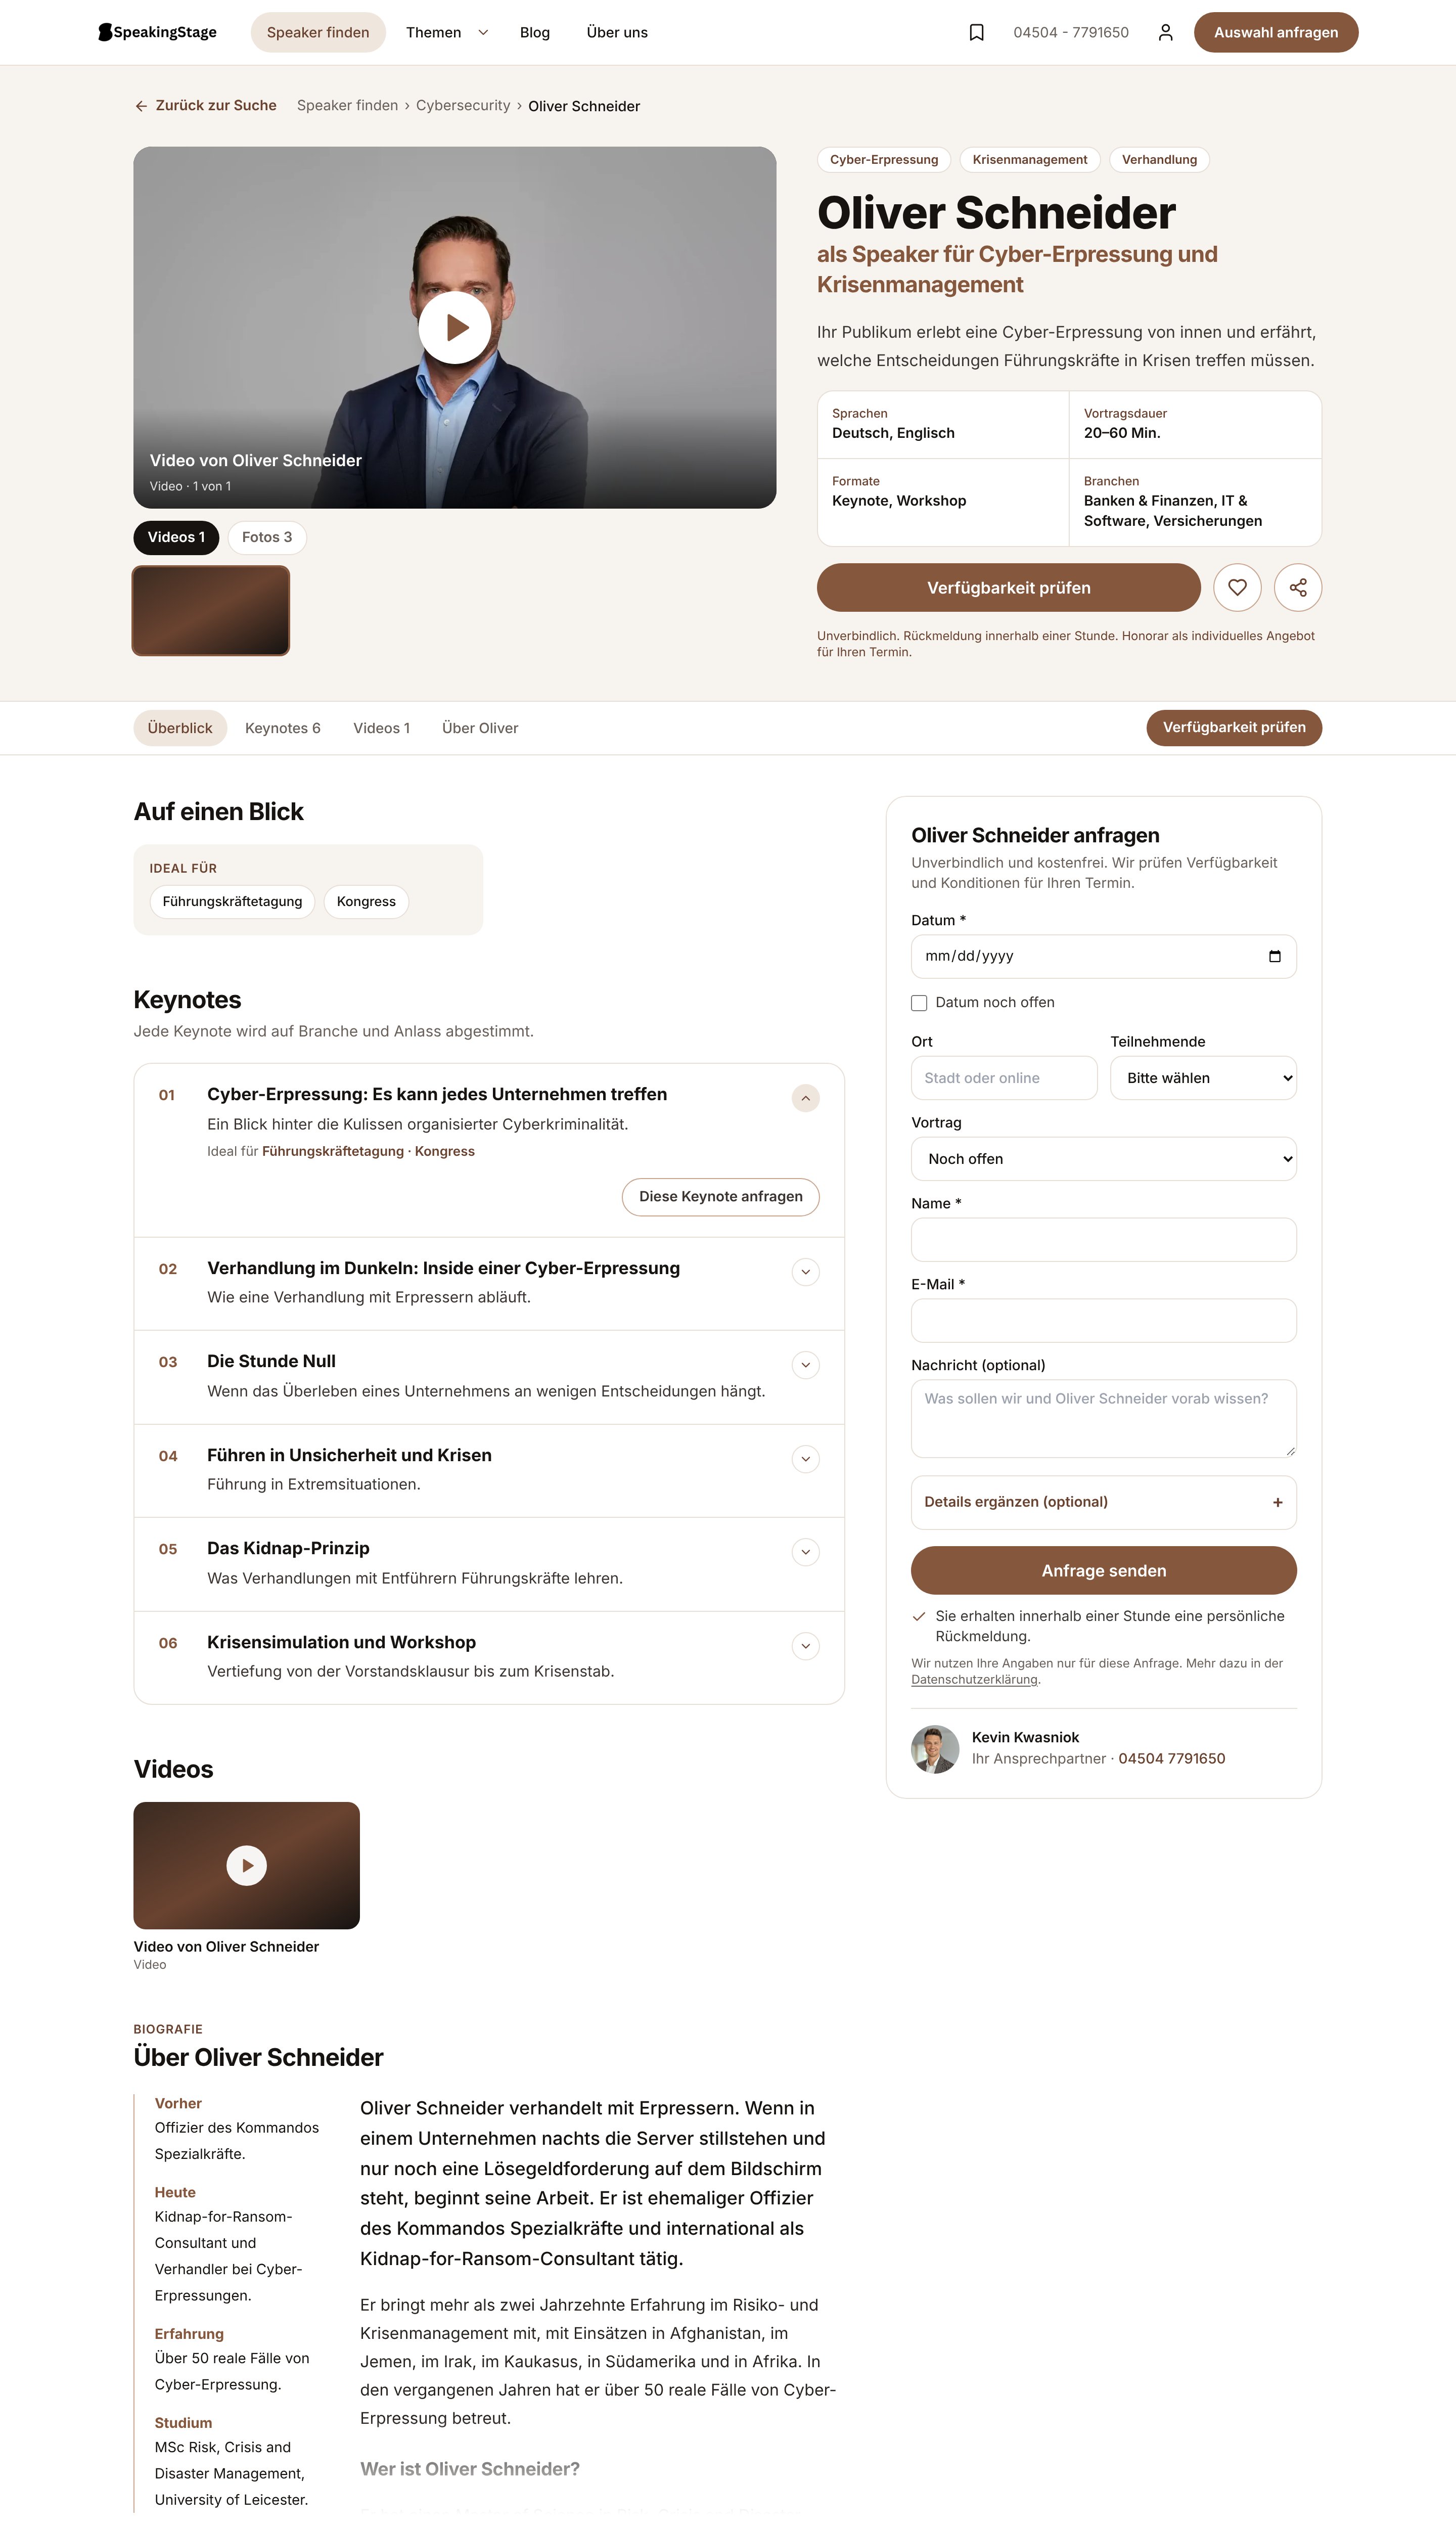 SpeakingStage
Speaker finden
Themen
Blog
Über uns
04504 - 7791650
Auswahl anfragen
Zurück zur Suche
Speaker finden › Cybersecurity › Oliver Schneider
Video von Oliver Schneider
Video · 1 von 1
Videos 1
Fotos 3
Cyber-Erpressung
Krisenmanagement
Verhandlung
Oliver Schneider
als Speaker für Cyber-Erpressung und
Krisenmanagement
Ihr Publikum erlebt eine Cyber-Erpressung von innen und erfährt,
welche Entscheidungen Führungskräfte in Krisen treffen müssen.
Sprachen
Deutsch, Englisch
Vortragsdauer
20–60 Min.
Formate
Keynote, Workshop
Branchen
Banken & Finanzen, IT &
Software, Versicherungen
Verfügbarkeit prüfen
Unverbindlich. Rückmeldung innerhalb einer Stunde. Honorar als individuelles Angebot
für Ihren Termin.
Überblick
Keynotes 6
Videos 1
Über Oliver
Verfügbarkeit prüfen
Auf einen Blick
IDEAL FÜR
Führungskräftetagung
Kongress
Keynotes
Jede Keynote wird auf Branche und Anlass abgestimmt.
01
Cyber-Erpressung: Es kann jedes Unternehmen treffen
Ein Blick hinter die Kulissen organisierter Cyberkriminalität.
Ideal für Führungskräftetagung · Kongress
Diese Keynote anfragen
02
Verhandlung im Dunkeln: Inside einer Cyber-Erpressung
Wie eine Verhandlung mit Erpressern abläuft.
03
Die Stunde Null
Wenn das Überleben eines Unternehmens an wenigen Entscheidungen hängt.
04
Führen in Unsicherheit und Krisen
Führung in Extremsituationen.
05
Das Kidnap-Prinzip
Was Verhandlungen mit Entführern Führungskräfte lehren.
06
Krisensimulation und Workshop
Vertiefung von der Vorstandsklausur bis zum Krisenstab.
Oliver Schneider anfragen
Unverbindlich und kostenfrei. Wir prüfen Verfügbarkeit
und Konditionen für Ihren Termin.
Datum *
mm/dd/yyyy
Datum noch offen
Ort
Stadt oder online
Teilnehmende
Bitte wählen
Vortrag
Noch offen
Name *
E-Mail *
Nachricht (optional)
Was sollen wir und Oliver Schneider vorab wissen?
Details ergänzen (optional)
+
Anfrage senden
Sie erhalten innerhalb einer Stunde eine persönliche
Rückmeldung.
Wir nutzen Ihre Angaben nur für diese Anfrage. Mehr dazu in der
Datenschutzerklärung.
Kevin Kwasniok
Ihr Ansprechpartner · 04504 7791650
Videos
Video von Oliver Schneider
Video
BIOGRAFIE
Über Oliver Schneider
Vorher
Offizier des Kommandos
Spezialkräfte.
Heute
Kidnap-for-Ransom-
Consultant und
Verhandler bei Cyber-
Erpressungen.
Erfahrung
Über 50 reale Fälle von
Cyber-Erpressung.
Studium
MSc Risk, Crisis and
Disaster Management,
University of Leicester.
Oliver Schneider verhandelt mit Erpressern. Wenn in
einem Unternehmen nachts die Server stillstehen und
nur noch eine Lösegeldforderung auf dem Bildschirm
steht, beginnt seine Arbeit. Er ist ehemaliger Offizier
des Kommandos Spezialkräfte und international als
Kidnap-for-Ransom-Consultant tätig.
Er bringt mehr als zwei Jahrzehnte Erfahrung im Risiko- und
Krisenmanagement mit, mit Einsätzen in Afghanistan, im
Jemen, im Irak, im Kaukasus, in Südamerika und in Afrika. In
den vergangenen Jahren hat er über 50 reale Fälle von Cyber-
Erpressung betreut.
Wer ist Oliver Schneider?